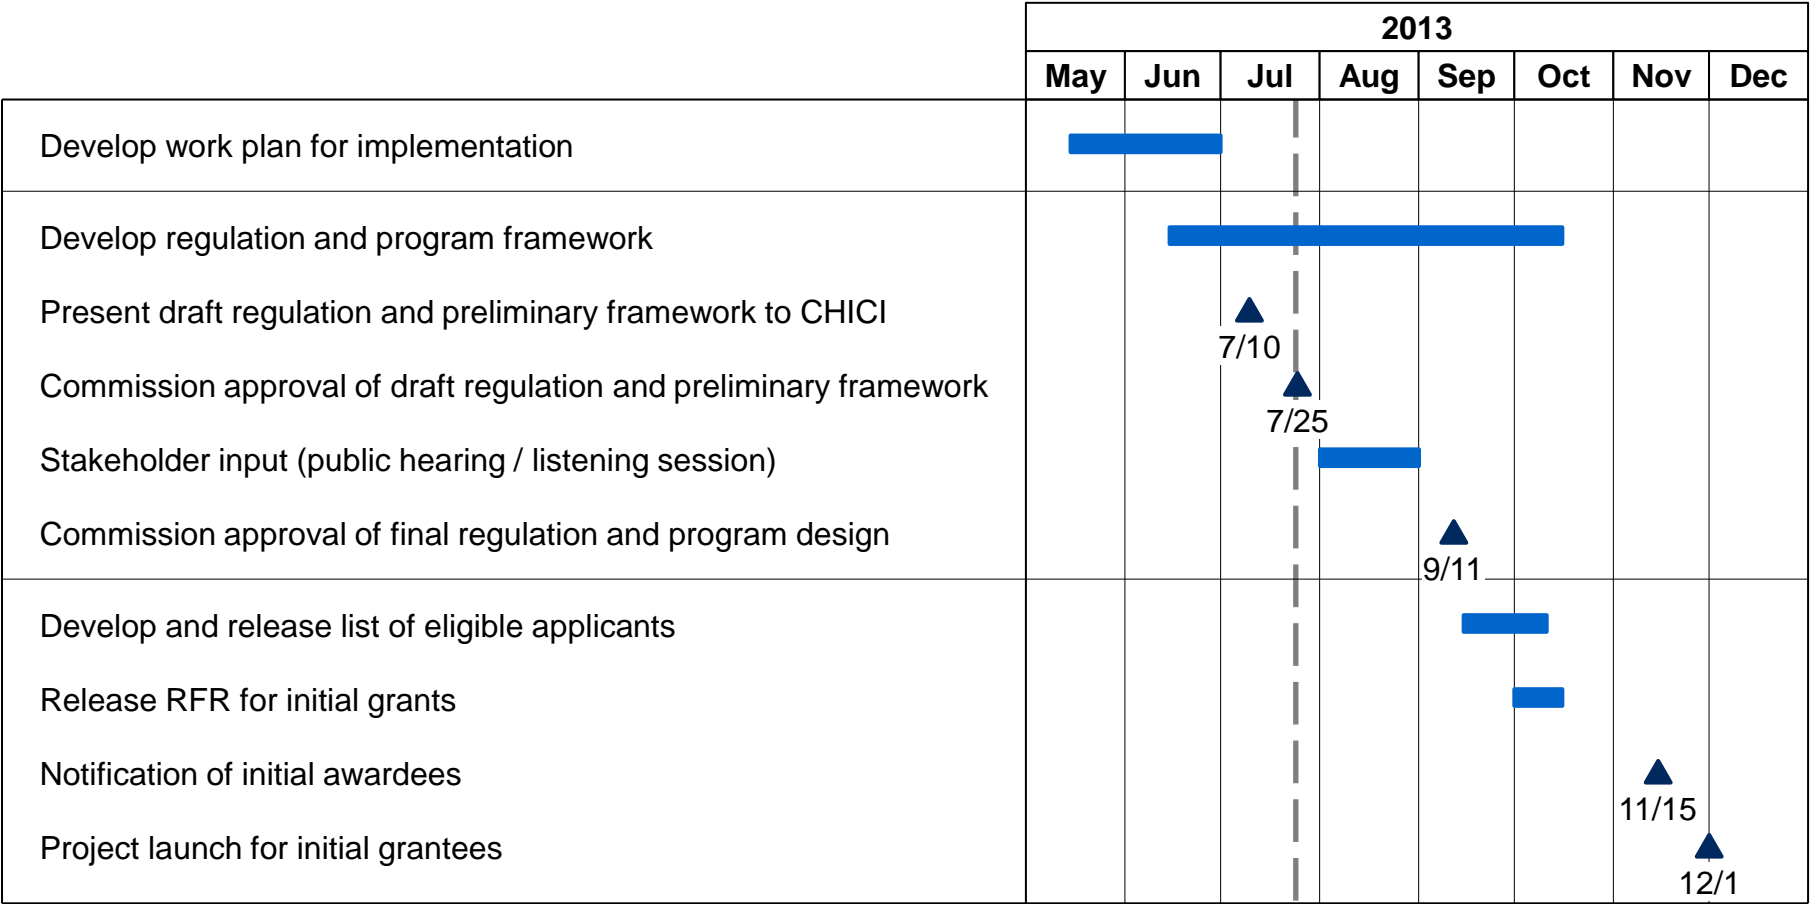 2013
May Jun Jul Aug Sep Oct Nov Dec
Develop work plan for implementation
Develop regulation and program framework
Present draft regulation and preliminary framework to CHICI
7/10
Commission approval of draft regulation and preliminary framework
7/25
Stakeholder input (public hearing / listening session)
Commission approval of final regulation and program design
9/11
Develop and release list of eligible applicants
Release RFR for initial grants
Notification of initial awardees
11/15
Project launch for initial grantees
12/1